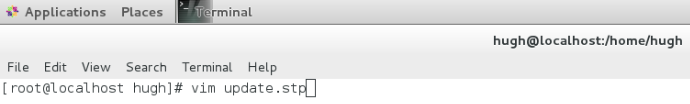 Applications Places Terminal
hugh@localhost:/home/hugh
File Edit View Search Terminal Help
[root@localhost hugh]# vim update.stp